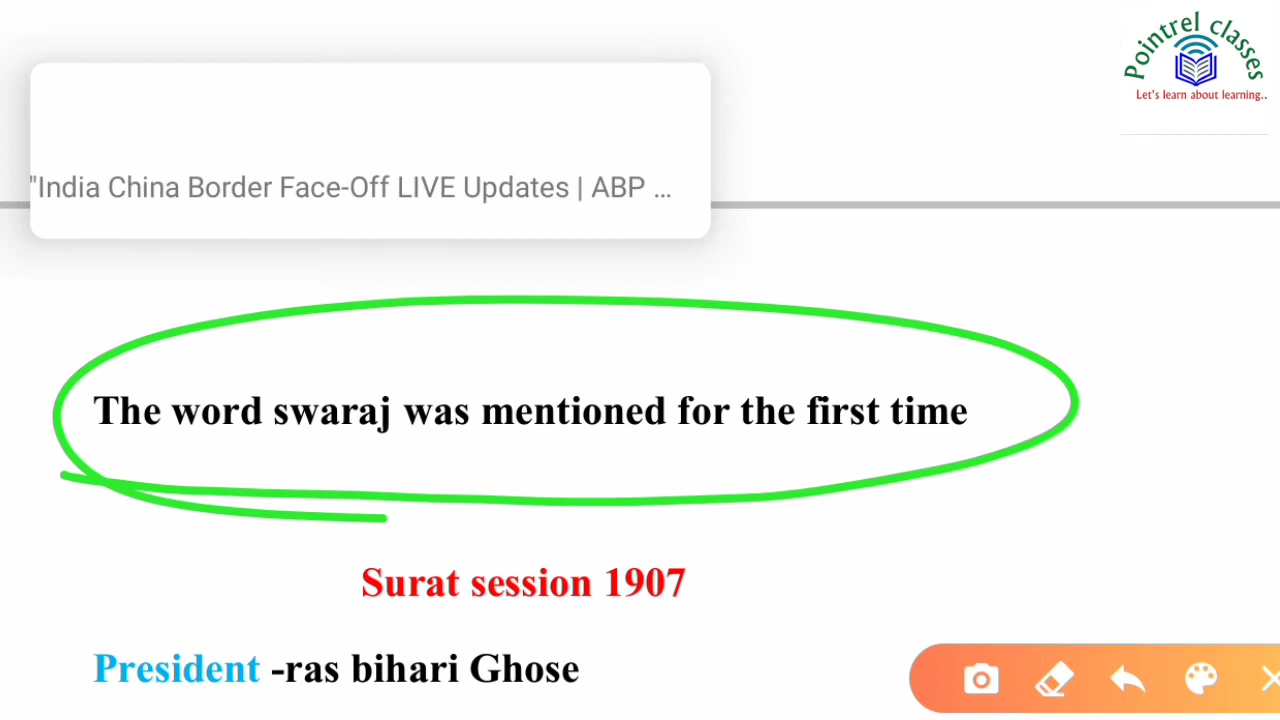 Pointrel classes
Let's learn about learning..
"India China Border Face-Off LIVE Updates | ABP ...
The word swaraj was mentioned for the first time
Surat session 1907
President -ras bihari Ghose